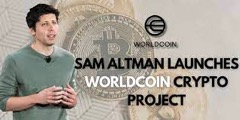 WORLDCOIN
SAM ALTMAN LAUNCHES
WORLDCOIN CRYPTO
PROJECT